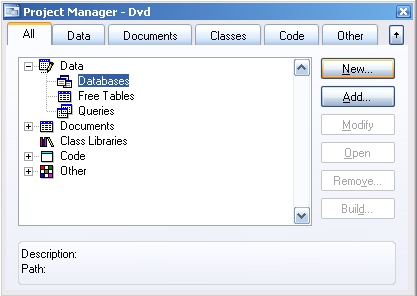 Project Manager - Dvd
All Data Documents Classes Code Other
Data
Databases
Free Tables
Queries
Documents
Class Libraries
Code
Other
New...
Add...
Modify
Open
Remove...
Build...
Description:
Path: